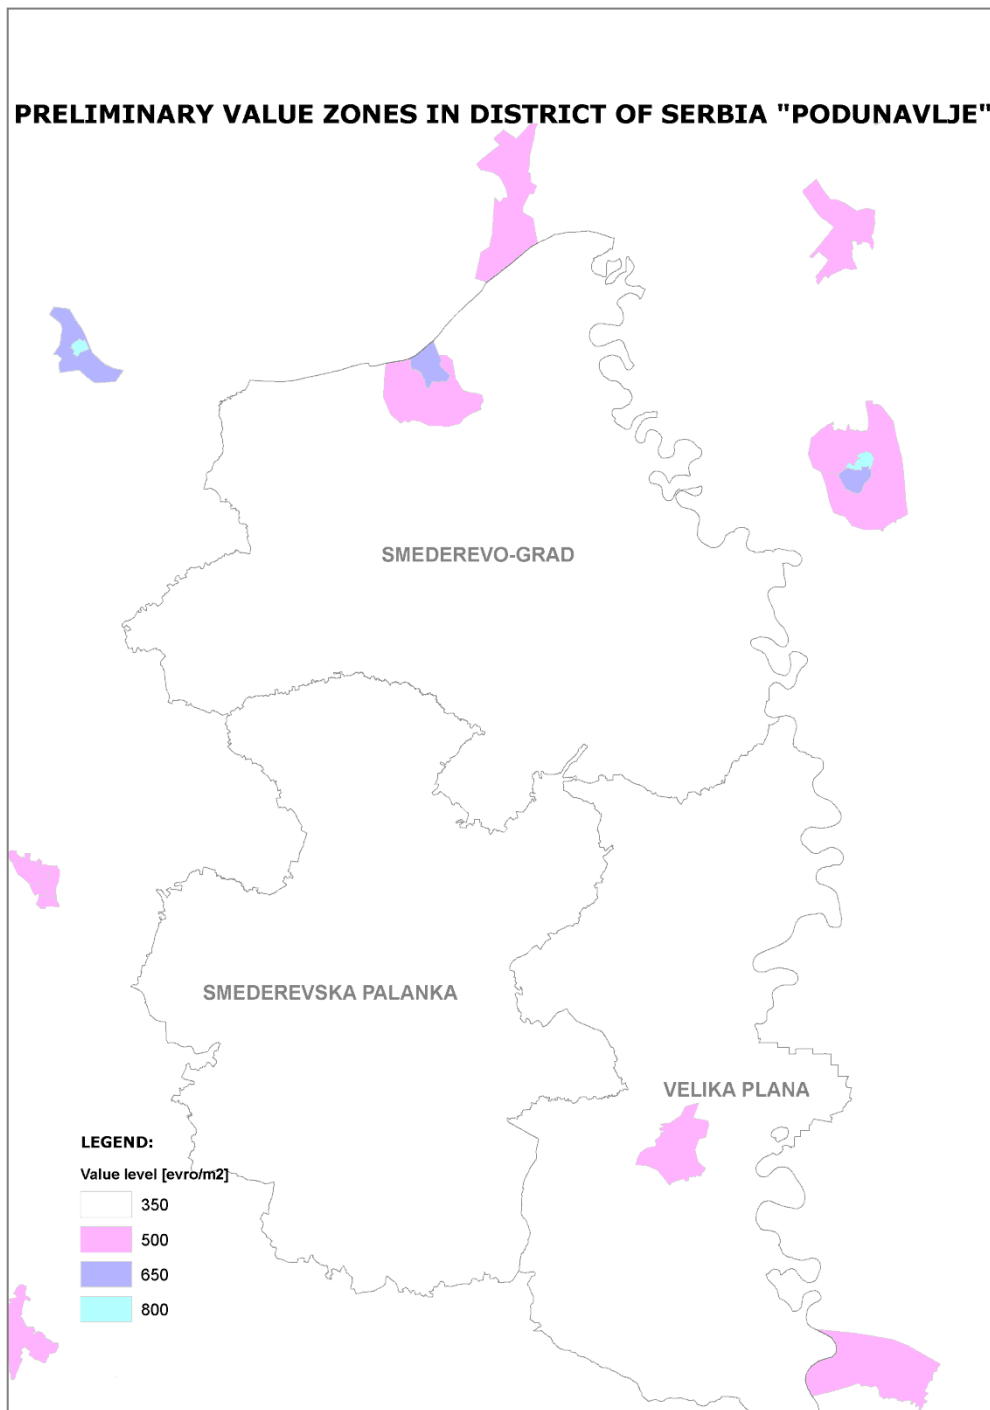 PRELIMINARY VALUE ZONES IN DISTRICT OF SERBIA "PODUNAVLJE"
SMEDEREVO-GRAD
SMEDEREVSKA PALANKA
VELIKA PLANA
LEGEND:
Value level [evro/m2]
350
500
650
800